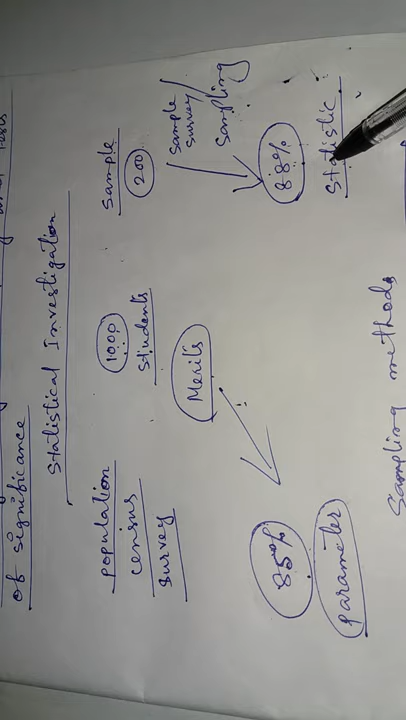 of significance
Statistical Investigation
population
census
survey
1000
students
Sample
200
Sample
survey/
Sampling
Merits
85%
parameter
88%
Statistic
Sampling methods